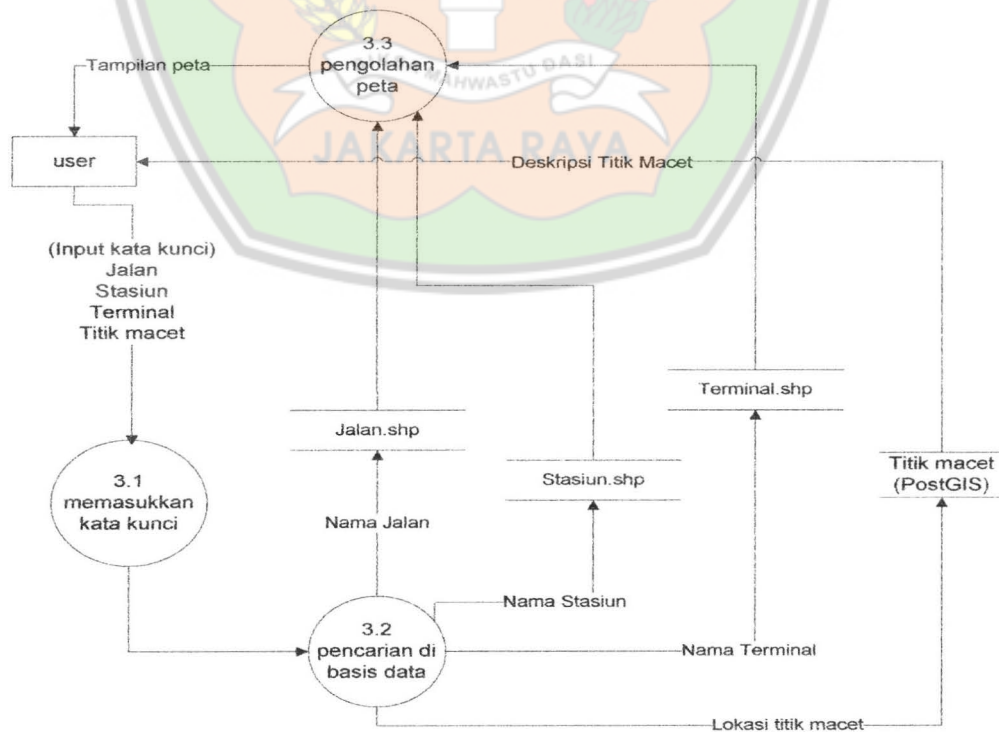 3.3
pengolahan
peta
Tampilan peta
MAHWASTU DASI
JAKARTA RAYA
user
Deskripsi Titik Macet
(Input kata kunci)
Jalan
Stasiun
Terminal
Titik macet
Terminal.shp
Jalan.shp
Titik macet
(PostGIS)
Stasiun.shp
3.1
memasukkan
kata kunci
Nama Jalan
Nama Stasiun
3.2
pencarian di
basis data
Nama Terminal
Lokasi titik macet